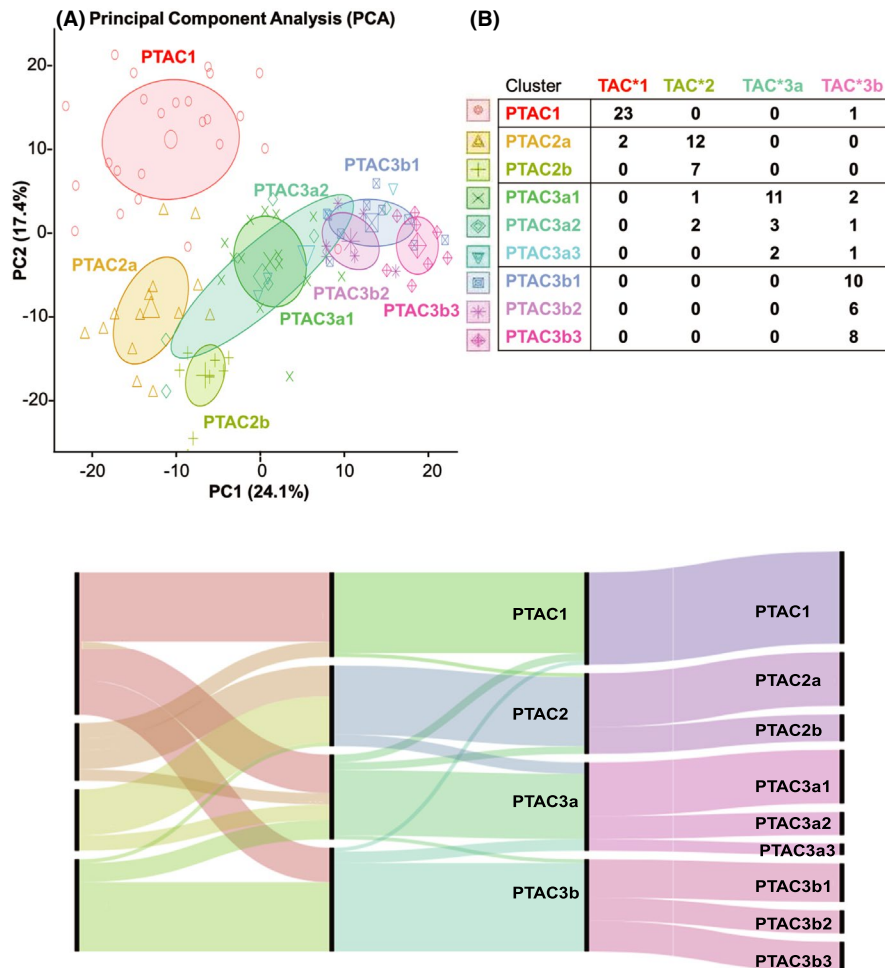 (A) Principal Component Analysis (PCA)
PTAC1
PTAC3b1
PTAC3a2
PTAC2a
PTAC3b2
PTAC3b3
PTAC3a1
PTAC2b
PC2 (17.4%)
20
10
0
-10
-20
-20 -10 0 10 20
PC1 (24.1%)
(B)
Cluster TAC*1 TAC*2 TAC*3a TAC*3b
PTAC1 23 0 0 1
PTAC2a 2 12 0 0
PTAC2b 0 7 0 0
PTAC3a1 0 1 11 2
PTAC3a2 0 2 3 1
PTAC3a3 0 0 2 1
PTAC3b1 0 0 0 10
PTAC3b2 0 0 0 6
PTAC3b3 0 0 0 8
PTAC1
PTAC2
PTAC3a
PTAC3b
PTAC1
PTAC2a
PTAC2b
PTAC3a1
PTAC3a2
PTAC3a3
PTAC3b1
PTAC3b2
PTAC3b3